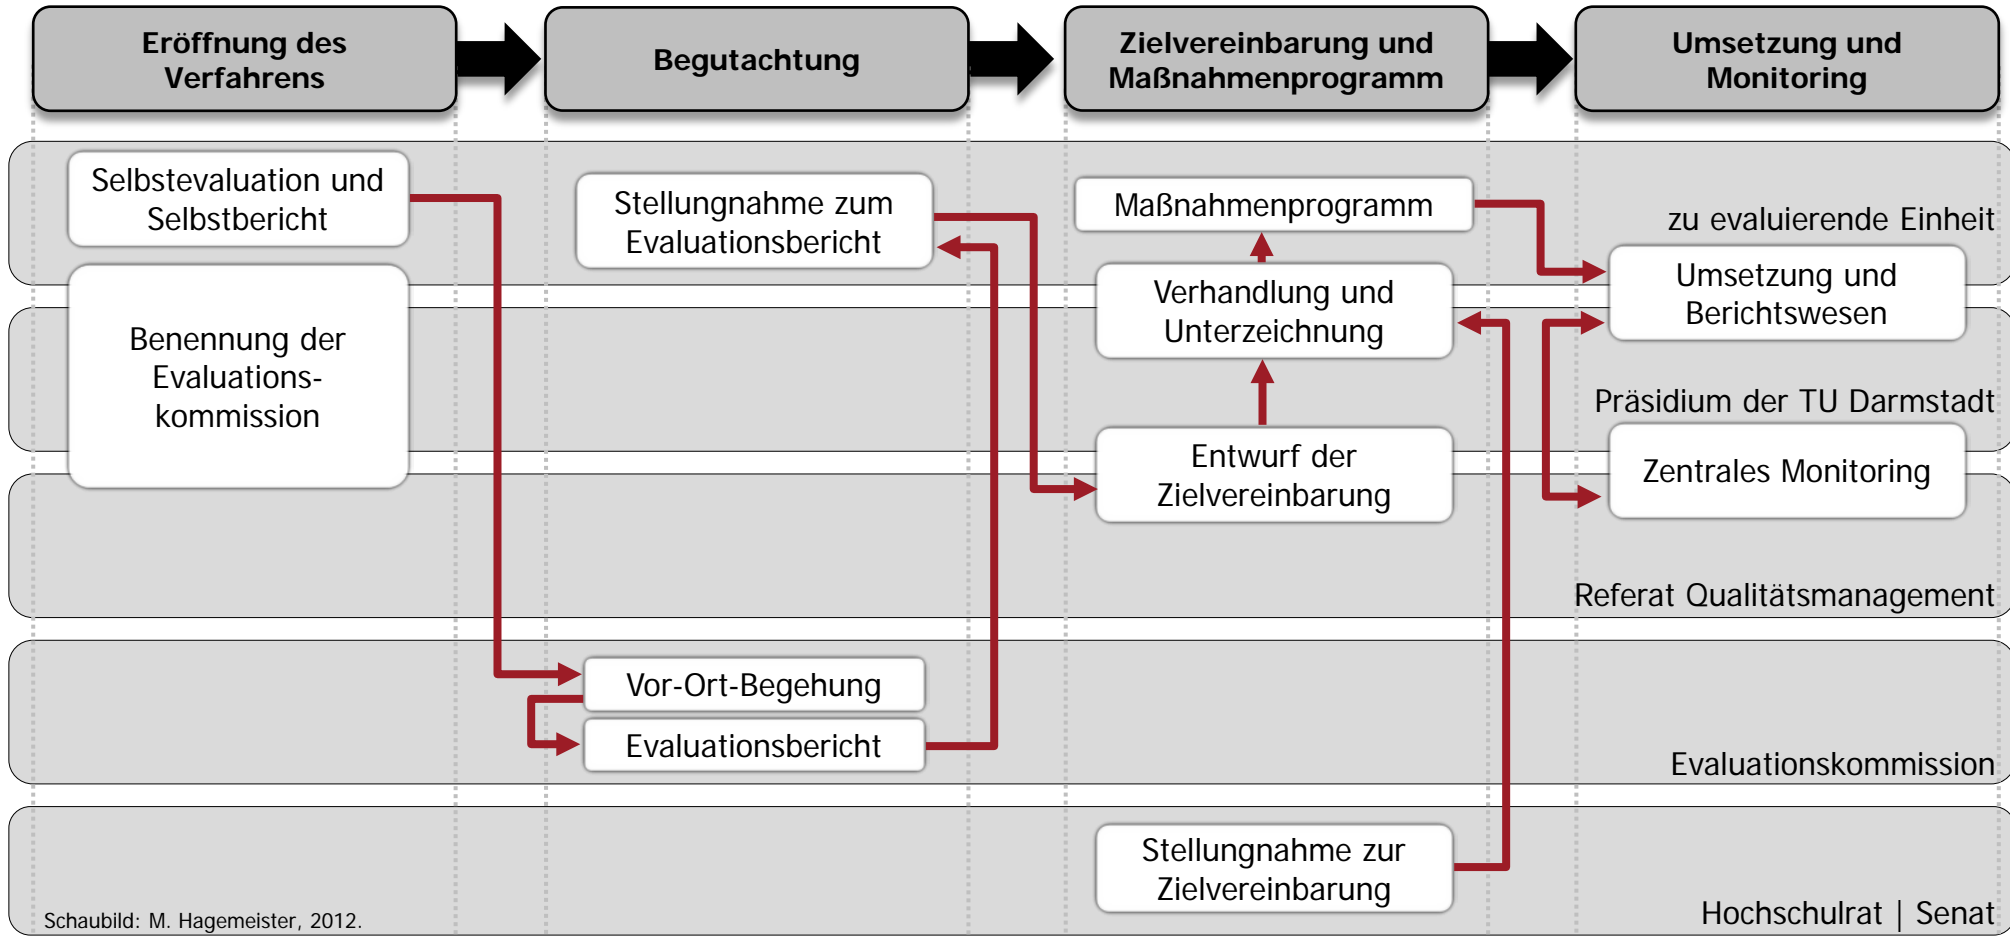 Eröffnung des
Verfahrens
Begutachtung
Zielvereinbarung und
Maßnahmenprogramm
Umsetzung und
Monitoring
Selbstevaluation und
Selbstbericht
Stellungnahme zum
Evaluationsbericht
Maßnahmenprogramm
zu evaluierende Einheit
Benennung der
Evaluations-
kommission
Verhandlung und
Unterzeichnung
Umsetzung und
Berichtswesen
Präsidium der TU Darmstadt
Entwurf der
Zielvereinbarung
Zentrales Monitoring
Referat Qualitätsmanagement
Vor-Ort-Begehung
Evaluationsbericht
Evaluationskommission
Stellungnahme zur
Zielvereinbarung
Schaubild: M. Hagemeister, 2012.
Hochschulrat | Senat